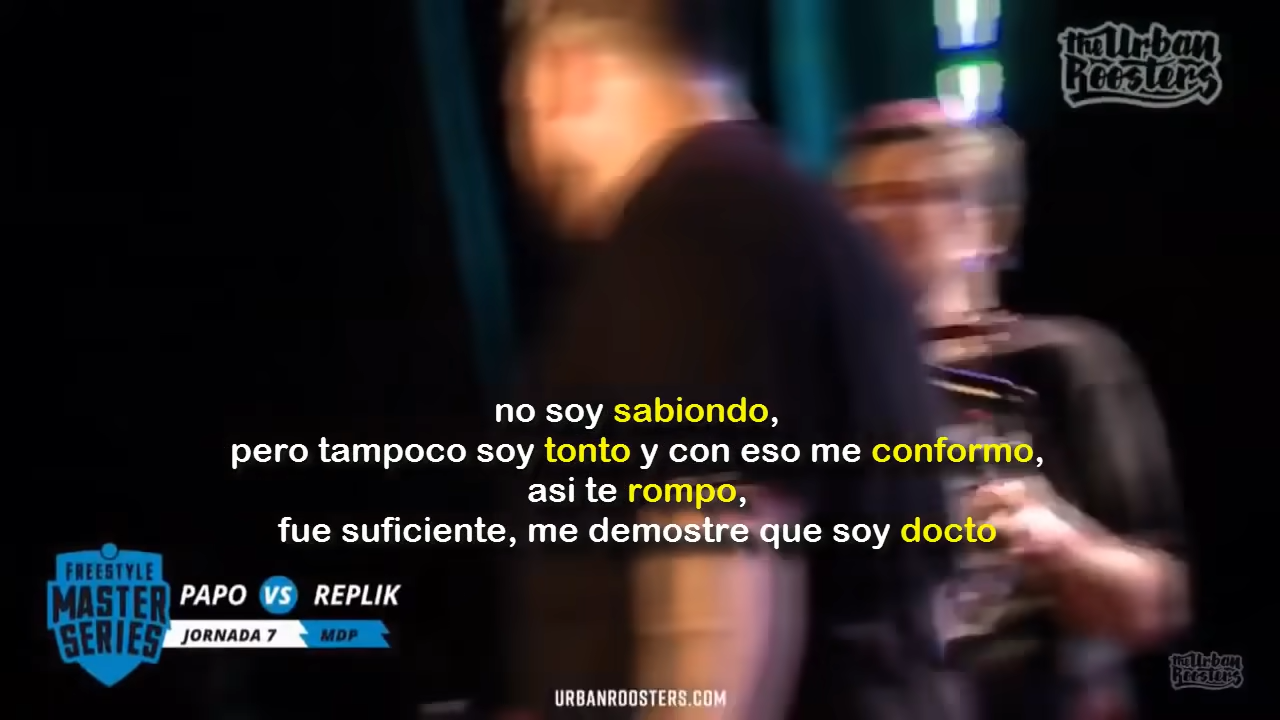 the Urban
Roosters
no soy sabiondo,
pero tampoco soy tonto y con eso me conformo,
asi te rompo,
fue suficiente, me demostre que soy docto
FREESTYLE
MASTER
SERIES
PAPO VS REPLIK
JORNADA 7 MDP
the Urban
Roosters
URBANROOSTERS.COM